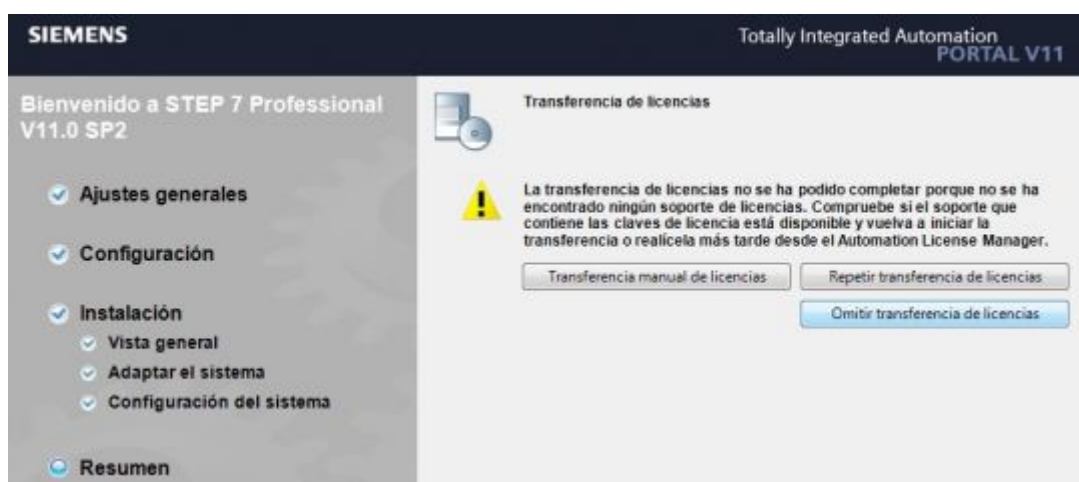 SIEMENS
Totally Integrated Automation
PORTAL V11
Bienvenido a STEP 7 Professional
V11.0 SP2
Ajustes generales
Configuración
Instalación
Vista general
Adaptar el sistema
Configuración del sistema
Resumen
Transferencia de licencias
La transferencia de licencias no se ha podido completar porque no se ha
encontrado ningún soporte de licencias. Compruebe si el soporte que
contiene las claves de licencia está disponible y vuelva a iniciar la
transferencia o realícela más tarde desde el Automation License Manager.
Transferencia manual de licencias
Repetir transferencia de licencias
Omitir transferencia de licencias